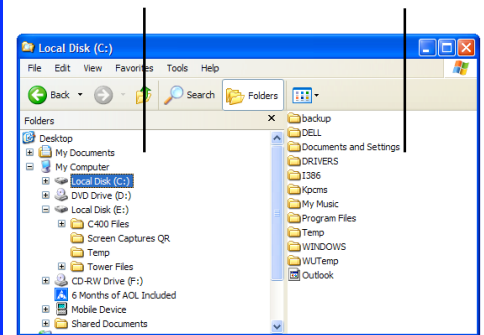 Local Disk (C:)
File Edit View Favorites Tools Help
Back Search Folders
Folders
Desktop
My Documents
My Computer
Local Disk (C:)
DVD Drive (D:)
Local Disk (E:)
C400 Files
Screen Captures QR
Temp
Tower Files
CD-RW Drive (F:)
6 Months of AOL Included
Mobile Device
Shared Documents
backup
DELL
Documents and Settings
DRIVERS
I386
Kpcms
My Music
Program Files
Temp
WINDOWS
WUTemp
Outlook